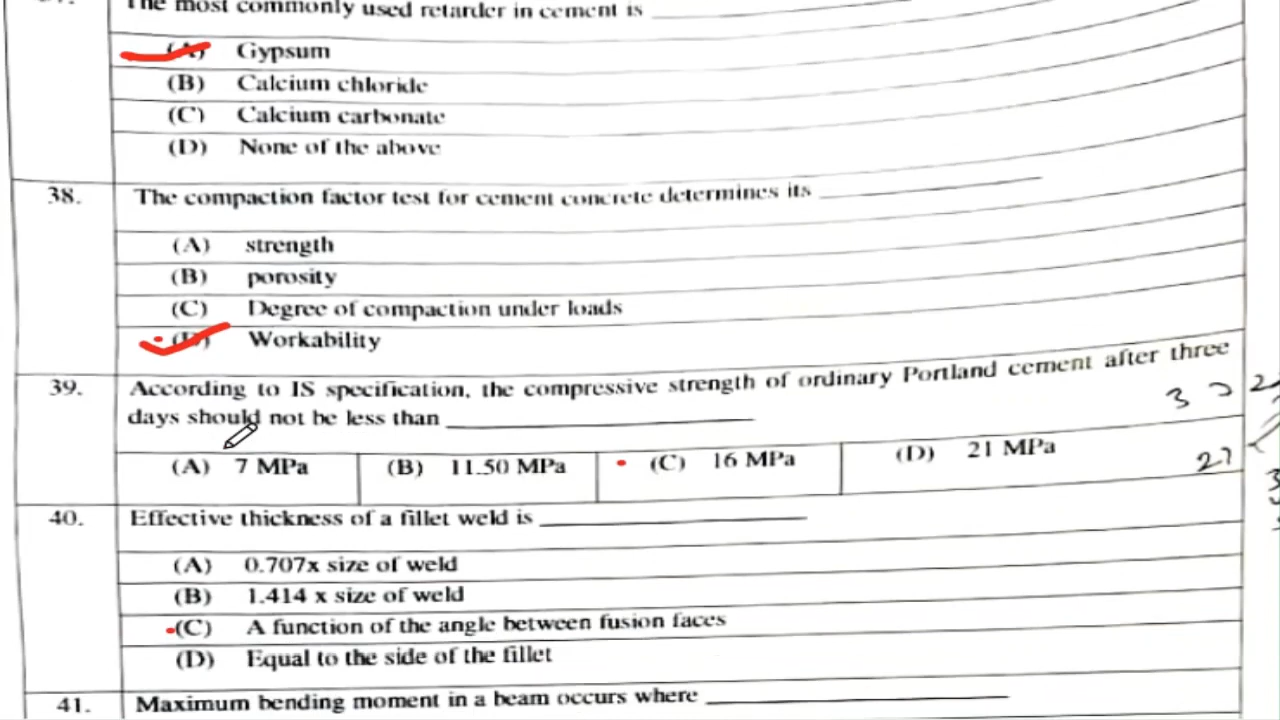 The most commonly used retarder in cement is
(A) Gypsum
(B) Calcium chloride
(C) Calcium carbonate
(D) None of the above
38. The compaction factor test for cement concrete determines its
(A) strength
(B) porosity
(C) Degree of compaction under loads
(D) Workability
39. According to IS specification, the compressive strength of ordinary Portland cement after three
days should not be less than
(A) 7 MPa (B) 11.50 MPa (C) 16 MPa (D) 21 MPa
40. Effective thickness of a fillet weld is
(A) 0.707x size of weld
(B) 1.414 x size of weld
(C) A function of the angle between fusion faces
(D) Equal to the side of the fillet
41. Maximum bending moment in a beam occurs where